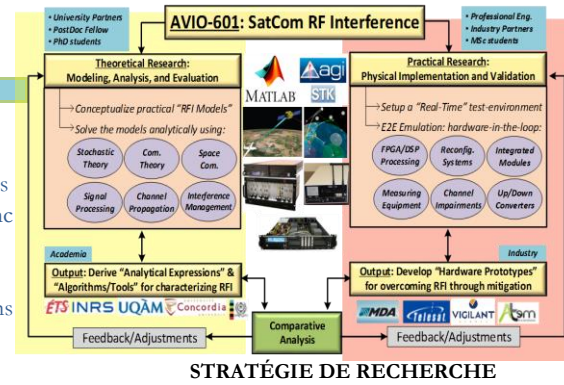 AVIO-601: SatCom RF Interference
• University Partners
• PostDoc Fellow
• PhD students
• Professional Eng.
• Industry Partners
• MSc students
Theoretical Research:
Modeling, Analysis, and Evaluation
Conceptualize practical "RFI Models"
Solve the models analytically using:
Stochastic
Theory
Com.
Theory
Space
Com.
Signal
Processing
Channel
Propagation
Interference
Management
Academia
Output: Derive "Analytical Expressions" &
"Algorithms/Tools" for characterizing RFI
ÉTS INRS UQÀM Concordia
Feedback/Adjustments
MATLAB
agi
STK
Comparative
Analysis
Practical Research:
Physical Implementation and Validation
Setup a "Real-Time" test-environment
E2E Emulation: hardware-in-the-loop:
FPGA/DSP
Processing
Reconfig.
Systems
Integrated
Modules
Measuring
Equipment
Channel
Impairments
Up/Down
Converters
Industry
Output: Develop "Hardware Prototypes"
for overcoming RFI through mitigation
MDA Telesat VIGILANT
Feedback/Adjustments
s
ac
ns
STRATÉGIE DE RECHERCHE